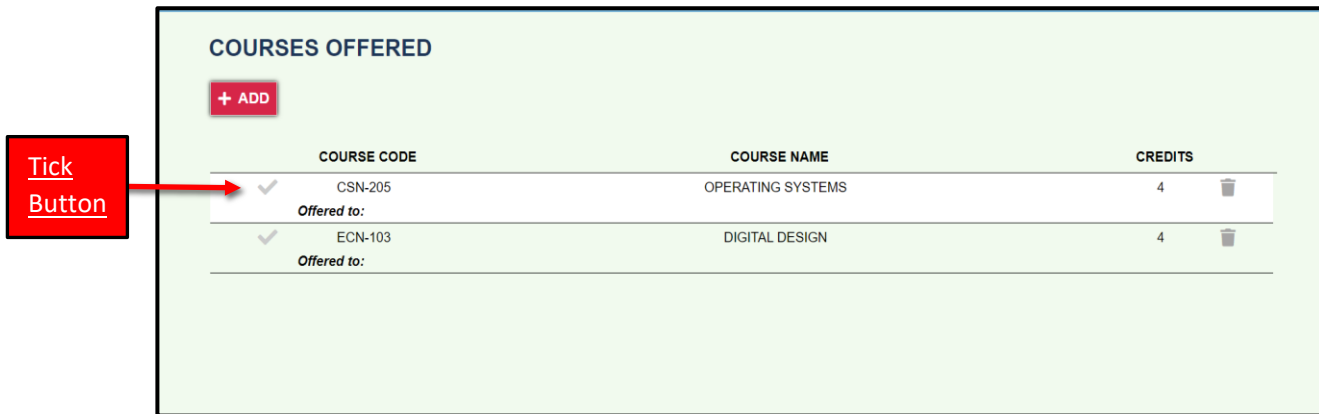 COURSES OFFERED
+ ADD
Tick
Button
COURSE CODE COURSE NAME CREDITS
CSN-205 OPERATING SYSTEMS 4
Offered to:
ECN-103 DIGITAL DESIGN 4
Offered to: